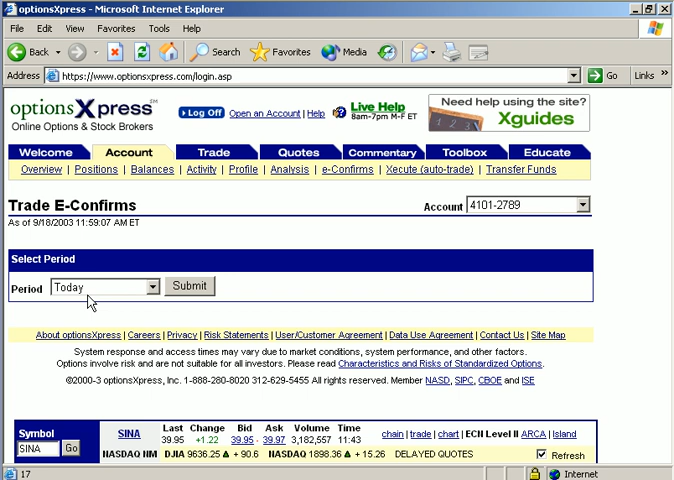 optionsXpress - Microsoft Internet Explorer
File Edit View Favorites Tools Help
Back Search Favorites Media
Address https://www.optionsxpress.com/login.asp Go Links »
optionsXpress SM
Online Options & Stock Brokers
Log Off Open an Account | Help
Live Help
8am-7pm M-F ET
Need help using the site?
Xguides
Welcome Account Trade Quotes Commentary Toolbox Educate
Overview | Positions | Balances | Activity | Profile | Analysis | e-Confirms | Xecute (auto-trade) | Transfer Funds
Trade E-Confirms
Account 4101-2789
As of 9/18/2003 11:59:07 AM ET
Select Period
Period Today Submit
About optionsXpress | Careers | Privacy | Risk Statements | User/Customer Agreement | Data Use Agreement | Contact Us | Site Map
System response and access times may vary due to market conditions, system performance, and other factors.
Options involve risk and are not suitable for all investors. Please read Characteristics and Risks of Standardized Options.
©2000-3 optionsXpress, Inc. 1-888-280-8020 312-629-5455 All rights reserved. Member NASD, SIPC, CBOE and ISE
Symbol
SINA Go
SINA
Last Change Bid Ask Volume Time
39.95 +1.22 39.95 - 39.97 3,182,557 11:43
chain | trade | chart | ECN Level II ARCA | Island
NASDAQ NM DJIA 9636.25 ▲ + 90.6 NASDAQ 1898.36 ▲ + 15.26 DELAYED QUOTES Refresh
17 Internet